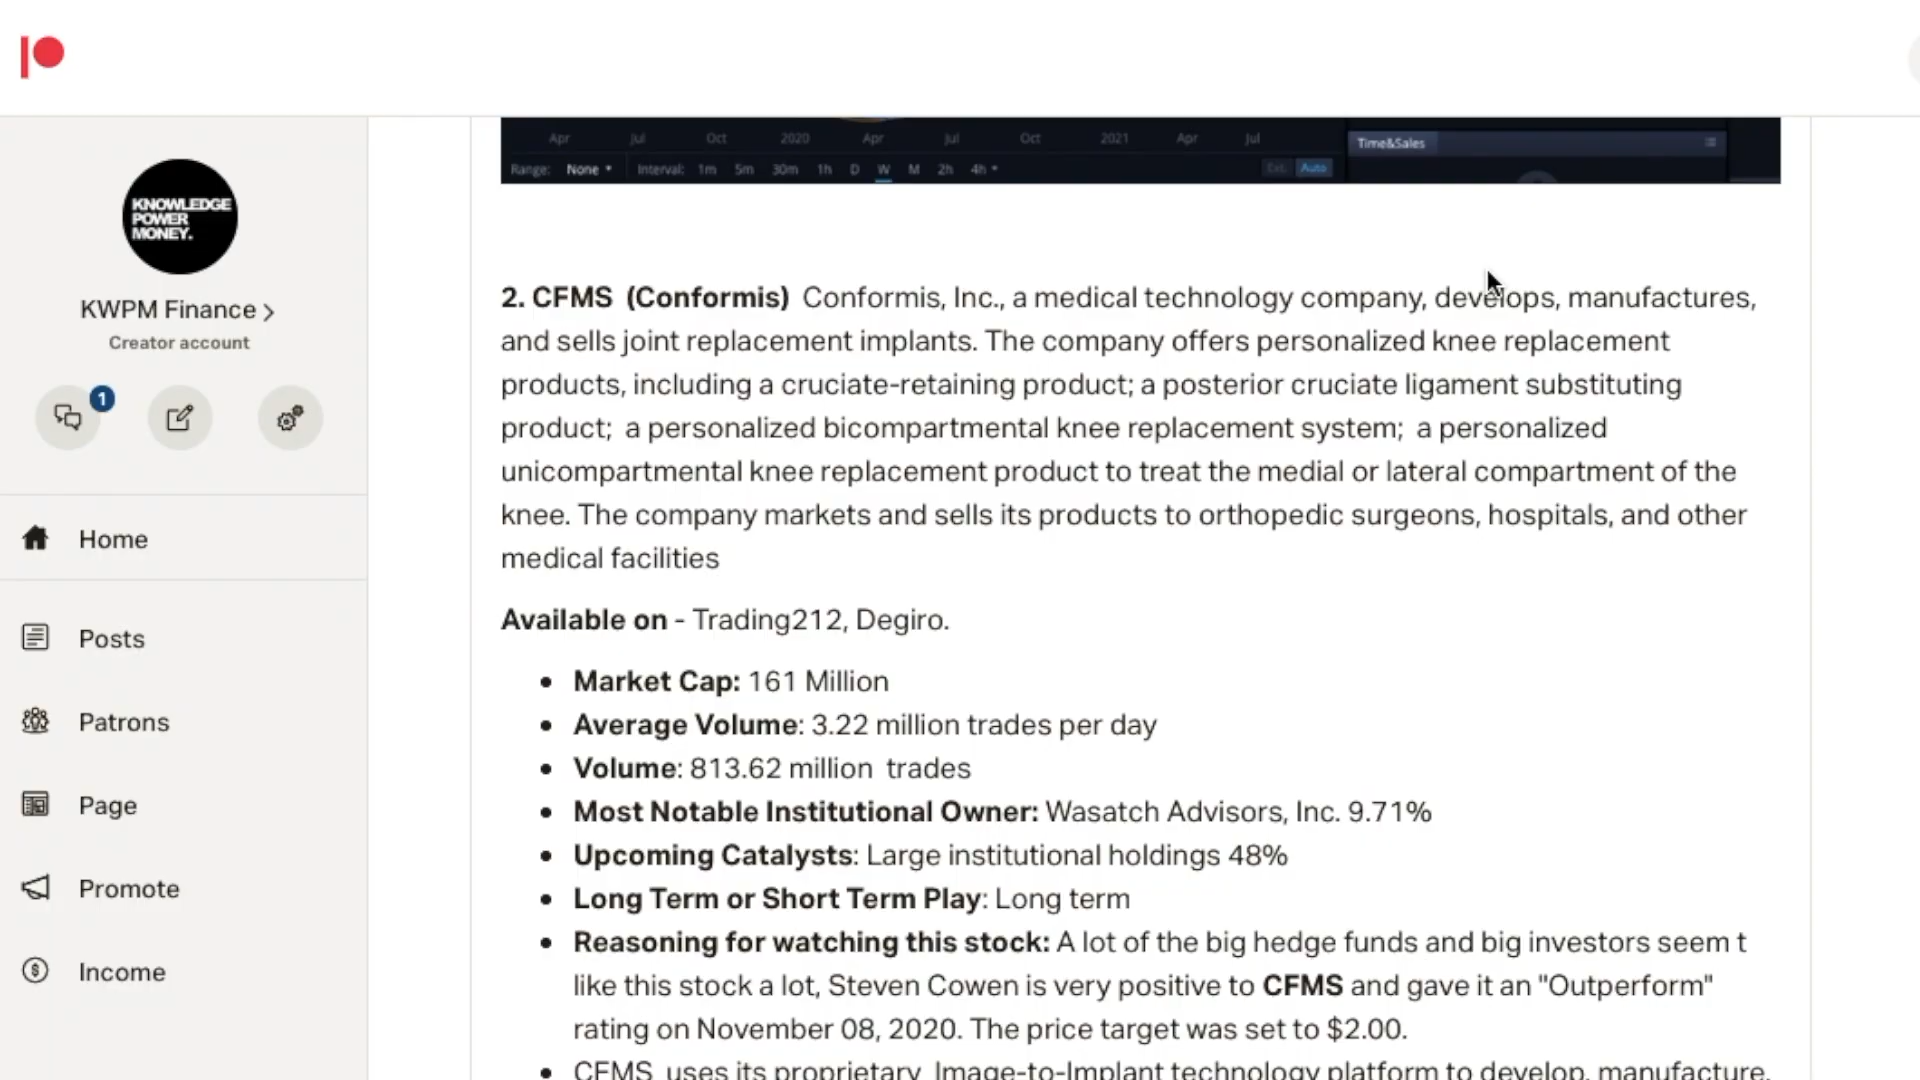 Apr Jul Oct 2020 Apr Jul Oct 2021 Apr Jul
Time&Sales
Range: None Interval: 1m 5m 30m 1h D W M 2h 4h Ext. Auto
KNOWLEDGE
POWER
MONEY.
KWPM Finance
Creator account
1
Home
Posts
Patrons
Page
Promote
Income
2. CFMS (Conformis) Conformis, Inc., a medical technology company, develops, manufactures,
and sells joint replacement implants. The company offers personalized knee replacement
products, including a cruciate-retaining product; a posterior cruciate ligament substituting
product; a personalized bicompartmental knee replacement system; a personalized
unicompartmental knee replacement product to treat the medial or lateral compartment of the
knee. The company markets and sells its products to orthopedic surgeons, hospitals, and other
medical facilities
Available on - Trading212, Degiro.
• Market Cap: 161 Million
• Average Volume: 3.22 million trades per day
• Volume: 813.62 million trades
• Most Notable Institutional Owner: Wasatch Advisors, Inc. 9.71%
• Upcoming Catalysts: Large institutional holdings 48%
• Long Term or Short Term Play: Long term
• Reasoning for watching this stock: A lot of the big hedge funds and big investors seem t
like this stock a lot, Steven Cowen is very positive to CFMS and gave it an "Outperform"
rating on November 08, 2020. The price target was set to $2.00.
• CFMS uses its proprietary Image-to-Implant technology platform to develop, manufacture,